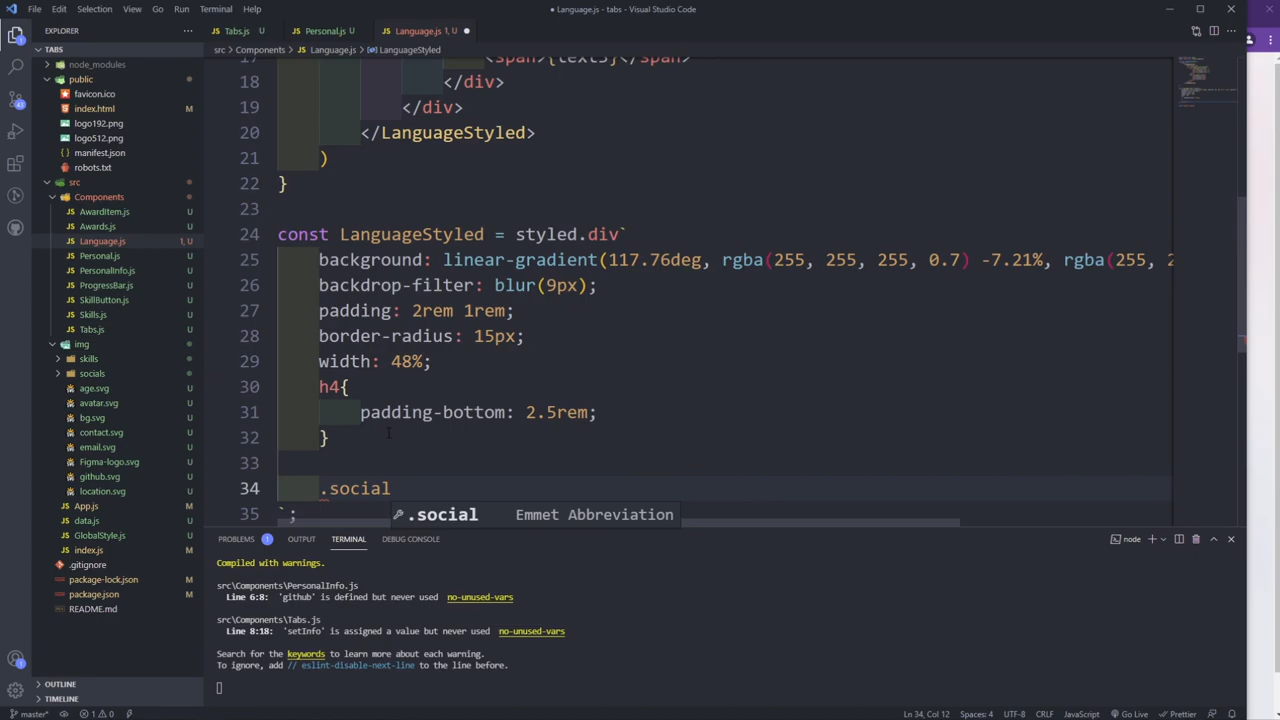 File Edit Selection View Go Run Terminal Help
● Language.js - tabs - Visual Studio Code
EXPLORER ···
Tabs.js U
Personal.js U
Language.js 1, U ●
src > Components > Language.js > LanguageStyled
TABS
node_modules
public
favicon.ico
index.html M
logo192.png
logo512.png
manifest.json
robots.txt
src
Components
AwardItem.js U
Awards.js U
Language.js 1, U
Personal.js U
PersonalInfo.js U
ProgressBar.js U
SkillButton.js U
Skills.js U
Tabs.js U
img
skills
socials
age.svg U
avatar.svg U
bg.svg U
contact.svg U
email.svg U
Figma-logo.svg U
github.svg U
location.svg U
App.js M
data.js U
GlobalStyle.js U
index.js M
.gitignore
package-lock.json M
package.json M
README.md
OUTLINE
TIMELINE
17 <span>{text3}</span>
18 </div>
19 </div>
20 </LanguageStyled>
21 )
22 }
23
24 const LanguageStyled = styled.div`
25 background: linear-gradient(117.76deg, rgba(255, 255, 255, 0.7) -7.21%, rgba(255, 2
26 backdrop-filter: blur(9px);
27 padding: 2rem 1rem;
28 border-radius: 15px;
29 width: 48%;
30 h4{
31 padding-bottom: 2.5rem;
32 }
33
34 .social
.social Emmet Abbreviation
35 `;
PROBLEMS 1 OUTPUT TERMINAL DEBUG CONSOLE
node
Compiled with warnings.
src\Components\PersonalInfo.js
Line 6:8: 'github' is defined but never used no-unused-vars
src\Components\Tabs.js
Line 8:18: 'setInfo' is assigned a value but never used no-unused-vars
Search for the keywords to learn more about each warning.
To ignore, add // eslint-disable-next-line to the line before.
master* 1 0
Ln 34, Col 12 Spaces: 4 UTF-8 CRLF JavaScript Go Live Prettier